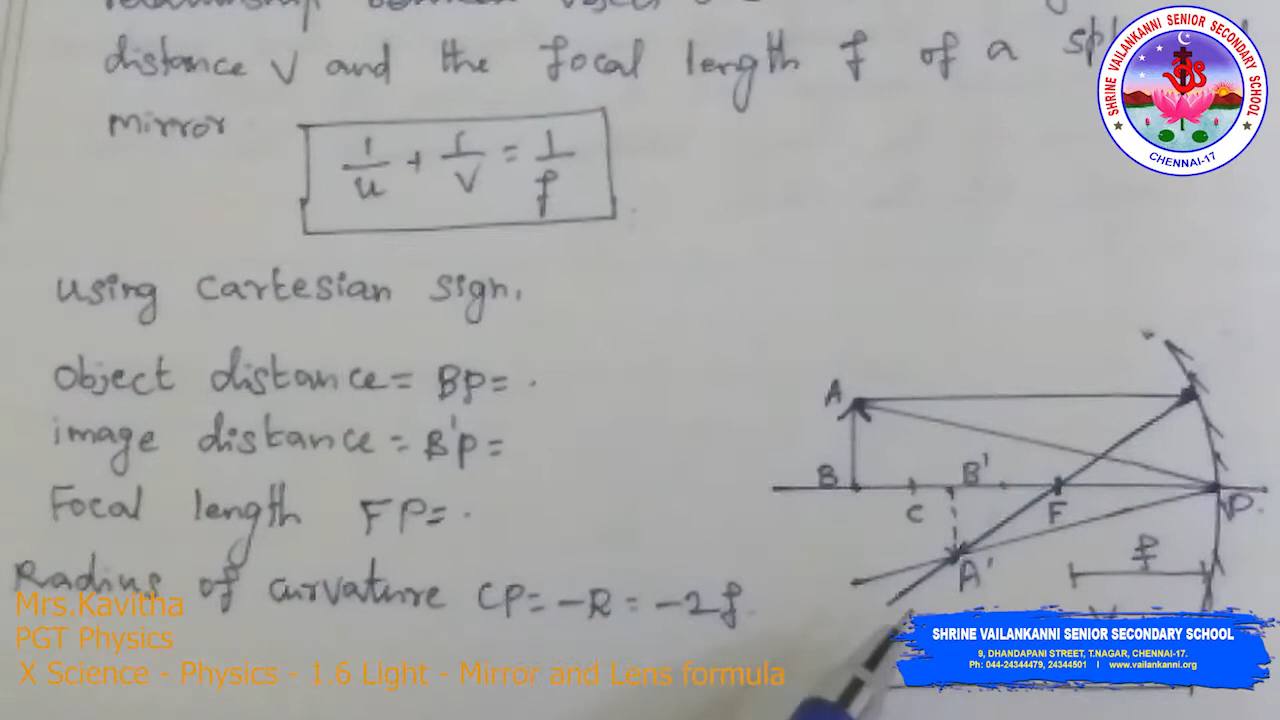 relationship between object
distance v and the focal length f of a
mirror
1/u + 1/v = 1/f
using cartesian sign.
object distance = BP = .
image distance = B'P =
Focal length FP = .
Radius of curvature CP = -R = -2f.
A
B
C
B'
F
P.
A'
f
SHRINE VAILANKANNI SENIOR SECONDARY SCHOOL
CHENNAI-17
Mrs.Kavitha
PGT Physics
X Science - Physics - 1.6 Light - Mirror and Lens formula
SHRINE VAILANKANNI SENIOR SECONDARY SCHOOL
9, DHANDAPANI STREET, T.NAGAR, CHENNAI-17.
Ph: 044-24344479, 24344501 | www.vailankanni.org